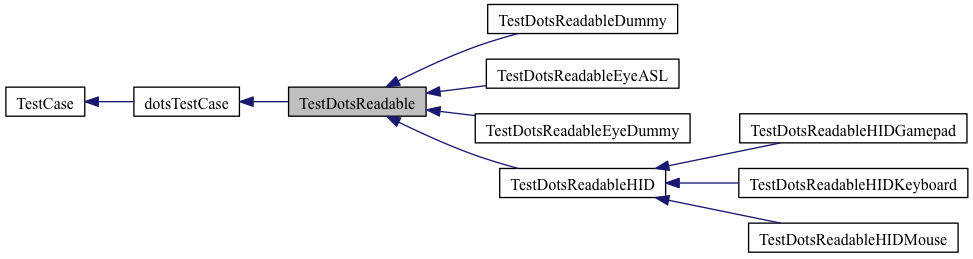 TestCase
dotsTestCase
TestDotsReadable
TestDotsReadableDummy
TestDotsReadableEyeASL
TestDotsReadableEyeDummy
TestDotsReadableHID
TestDotsReadableHIDGamepad
TestDotsReadableHIDKeyboard
TestDotsReadableHIDMouse